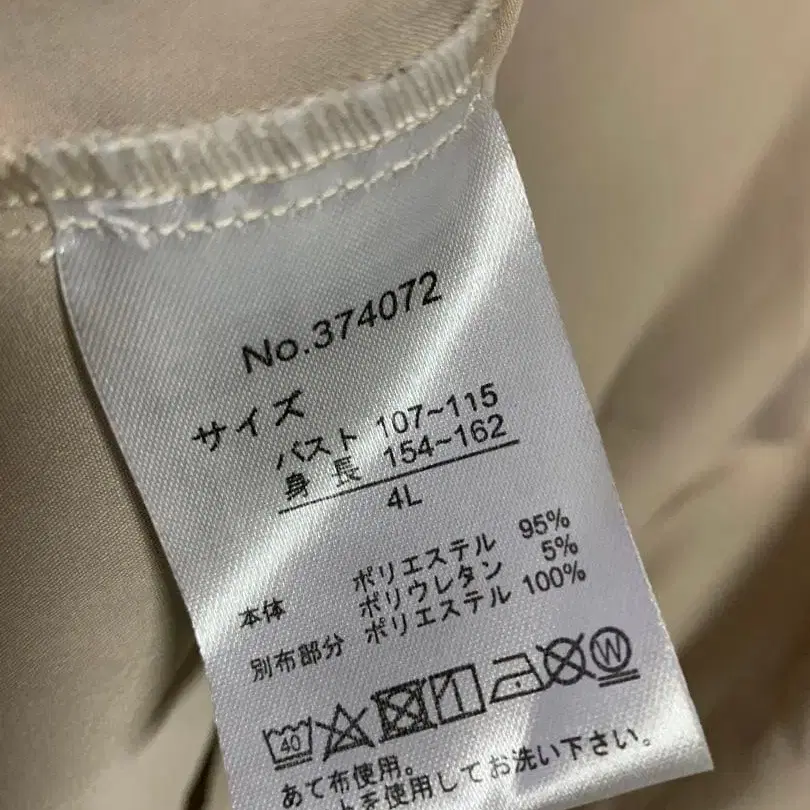 No.374072
サイズ
バスト 107~115
身長 154~162
4L
本体 ポリエステル 95%
ポリウレタン 5%
別布部分 ポリエステル 100%
40 W
あて布使用。
を使用してお洗い下さい。